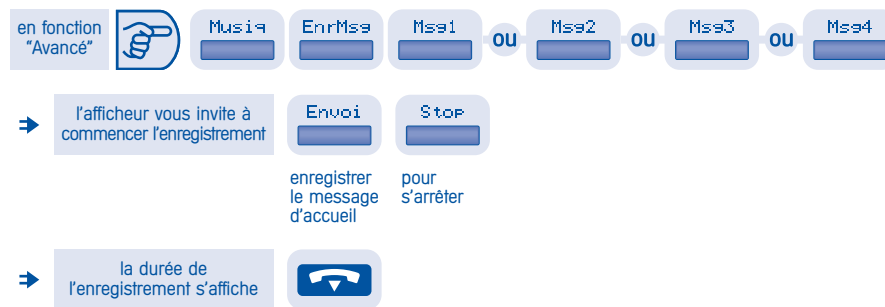 en fonction
"Avancé"
Musiq
EnrMsg
Msg1
ou
Msg2
ou
Msg3
ou
Msg4
l'afficheur vous invite à
commencer l'enregistrement
Envoi
Stop
enregistrer
le message
d'accueil
pour
s'arrêter
la durée de
l'enregistrement s'affiche